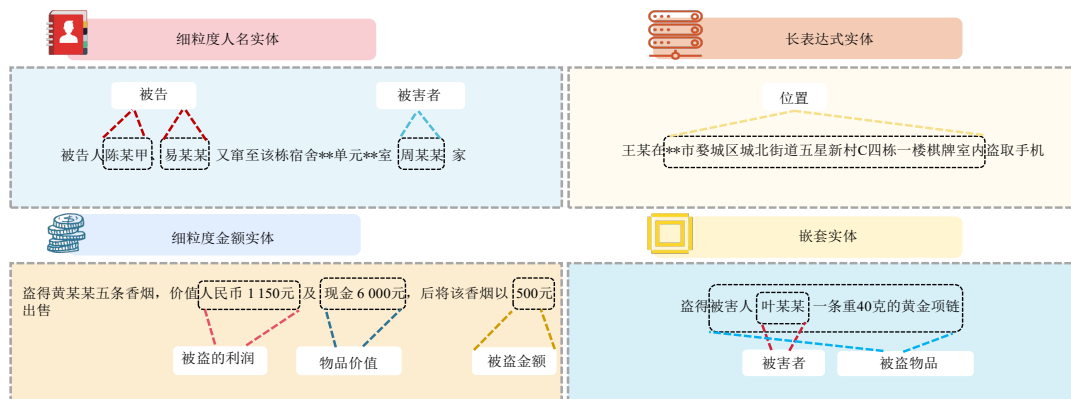 细粒度人名实体
长表达式实体
被告
被害者
被告人陈某甲、易某某 又窜至该栋宿舍**单元**室 周某某 家
位置
王某在**市婺城区城北街道五星新村C四栋一楼棋牌室内盗取手机
细粒度金额实体
嵌套实体
盗得黄某某五条香烟，价值人民币 1 150元 及 现金 6 000元，后将该香烟以 500元
出售
被盗的利润
物品价值
被盗金额
盗得被害人 叶某某 一条重40克的黄金项链
被害者
被盗物品